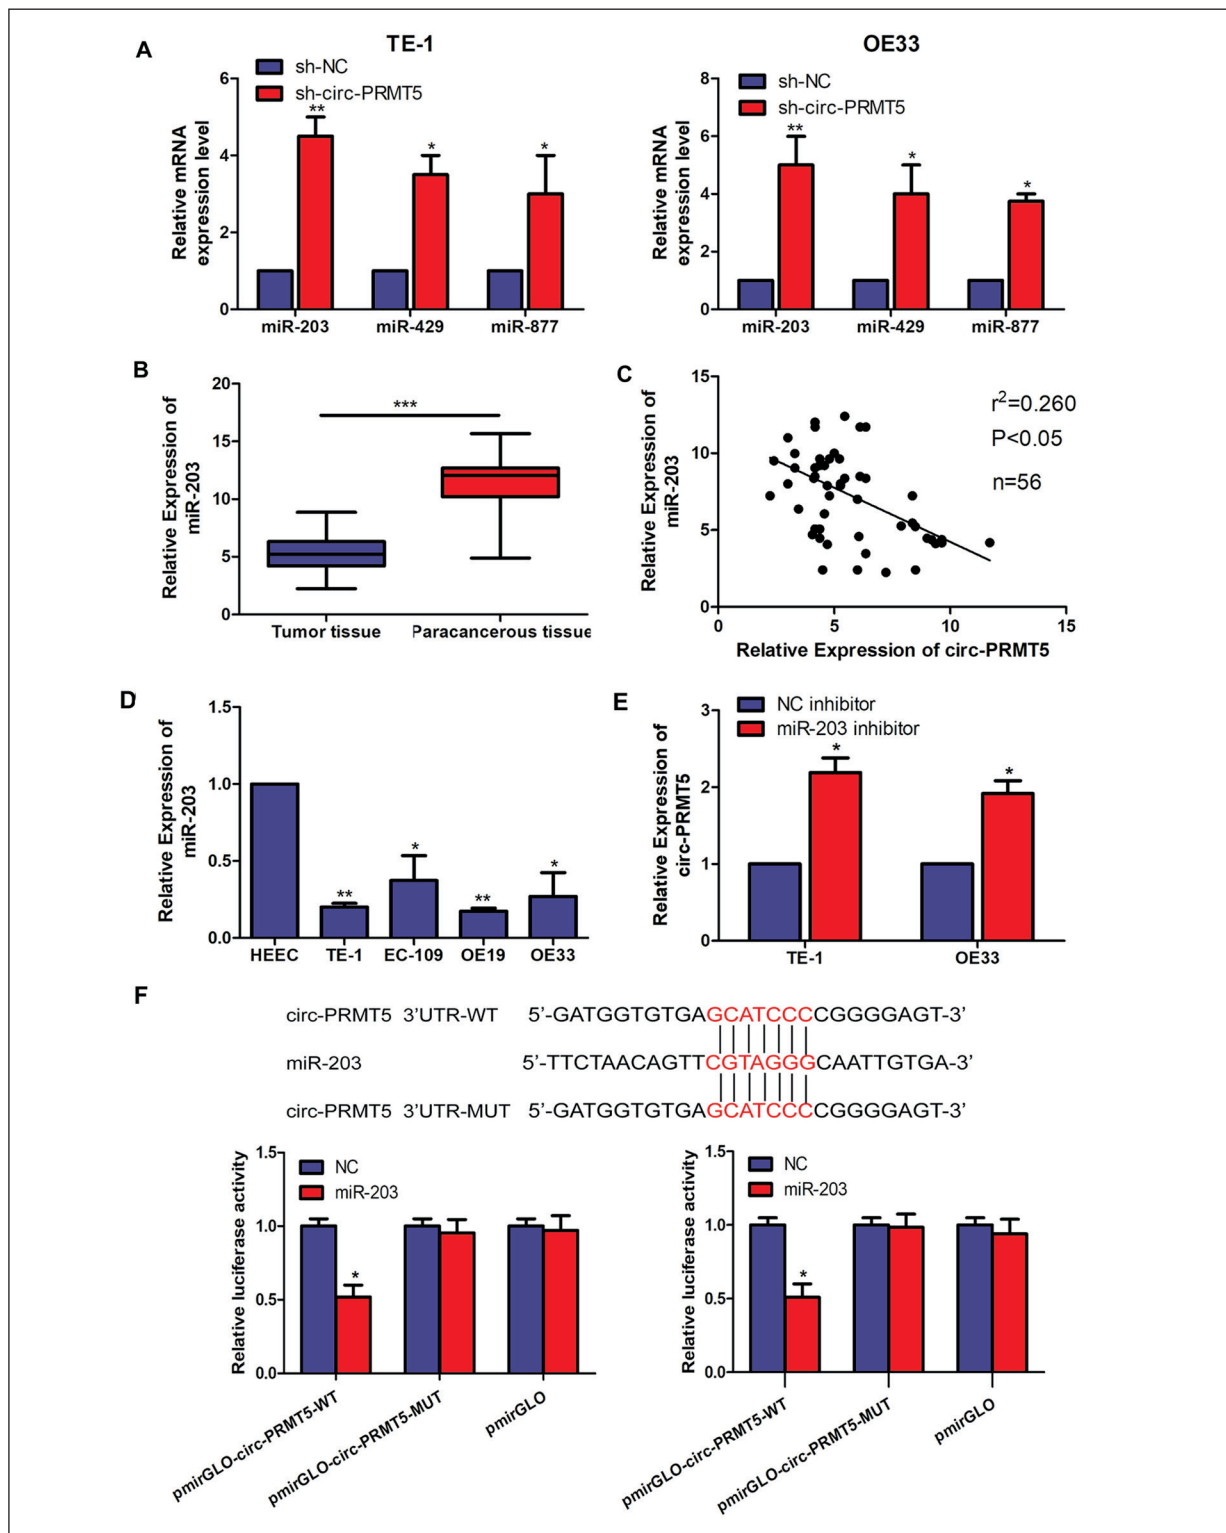 A
TE-1
sh-NC
sh-circ-PRMT5
Relative mRNA
expression level
6
4
2
0
**
*
*
miR-203
miR-429
miR-877
OE33
sh-NC
sh-circ-PRMT5
Relative mRNA
expression level
8
6
4
2
0
**
*
*
miR-203
miR-429
miR-877
B
Relative Expression of
miR-203
20
15
10
5
0
***
Tumor tissue
Paracancerous tissue
C
Relative Expression of
miR-203
15
10
5
0
r²=0.260
P<0.05
n=56
0
5
10
15
Relative Expression of circ-PRMT5
D
Relative Expression of
miR-203
1.5
1.0
0.5
0.0
**
*
**
*
HEEC
TE-1
EC-109
OE19
OE33
E
NC inhibitor
miR-203 inhibitor
Relative Expression of
circ-PRMT5
3
2
1
0
*
*
TE-1
OE33
F
circ-PRMT5 3’UTR-WT 5’-GATGGTGTGAGCATCCCCGGGGAGT-3’
miR-203 5’-TTCTAACAGTTCGTAGGGCAATTGTGA-3’
circ-PRMT5 3’UTR-MUT 5’-GATGGTGTGAGCATCCCCGGGGAGT-3’
Relative luciferase activity
1.5
1.0
0.5
0.0
NC
miR-203
*
pmirGLO-circ-PRMT5-WT
pmirGLO-circ-PRMT5-MUT
pmirGLO
Relative luciferase activity
1.5
1.0
0.5
0.0
NC
miR-203
*
pmirGLO-circ-PRMT5-WT
pmirGLO-circ-PRMT5-MUT
pmirGLO